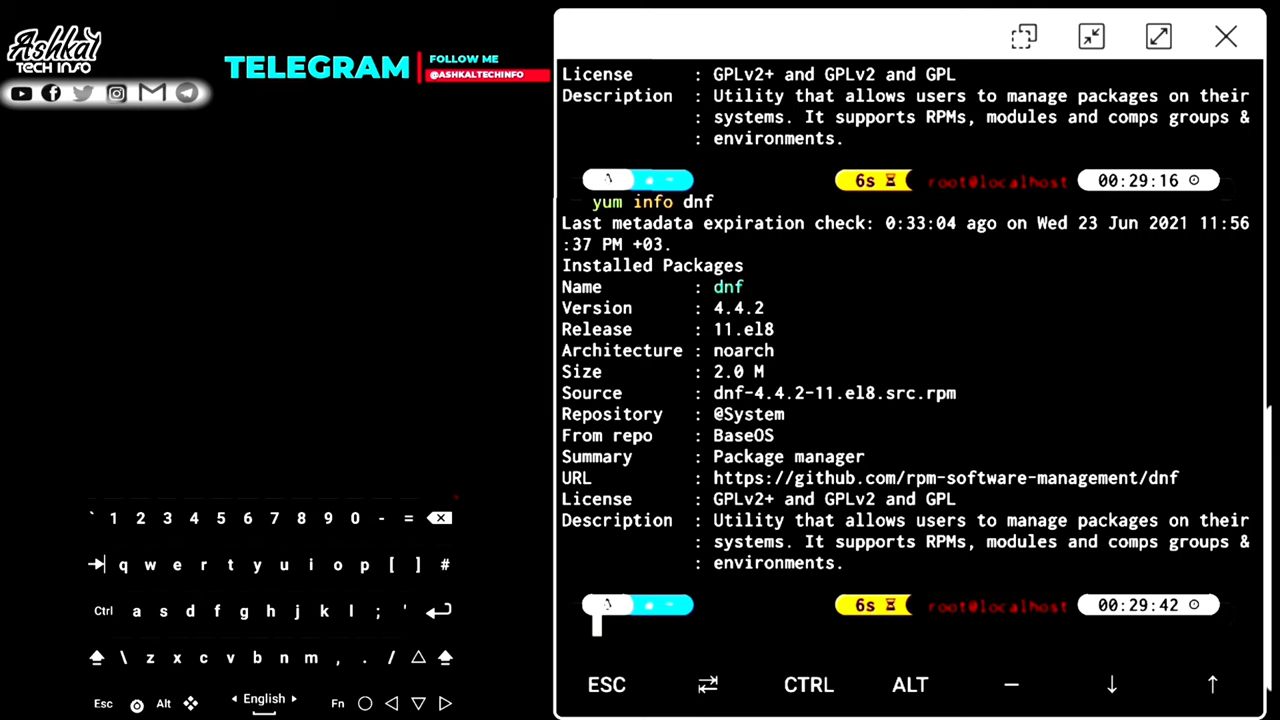 Ashkal
TECH INFO
TELEGRAM
FOLLOW ME
@ASHKALTECHINFO
License : GPLv2+ and GPLv2 and GPL
Description : Utility that allows users to manage packages on their
: systems. It supports RPMs, modules and comps groups &
: environments.
6s root@localhost 00:29:16
yum info dnf
Last metadata expiration check: 0:33:04 ago on Wed 23 Jun 2021 11:56
:37 PM +03.
Installed Packages
Name : dnf
Version : 4.4.2
Release : 11.el8
Architecture : noarch
Size : 2.0 M
Source : dnf-4.4.2-11.el8.src.rpm
Repository : @System
From repo : BaseOS
Summary : Package manager
URL : https://github.com/rpm-software-management/dnf
License : GPLv2+ and GPLv2 and GPL
Description : Utility that allows users to manage packages on their
: systems. It supports RPMs, modules and comps groups &
: environments.
6s root@localhost 00:29:42
ESC CTRL ALT
` 1 2 3 4 5 6 7 8 9 0 - =
q w e r t y u i o p [ ] #
Ctrl a s d f g h j k l ; '
\ z x c v b n m , . /
Esc Alt English Fn